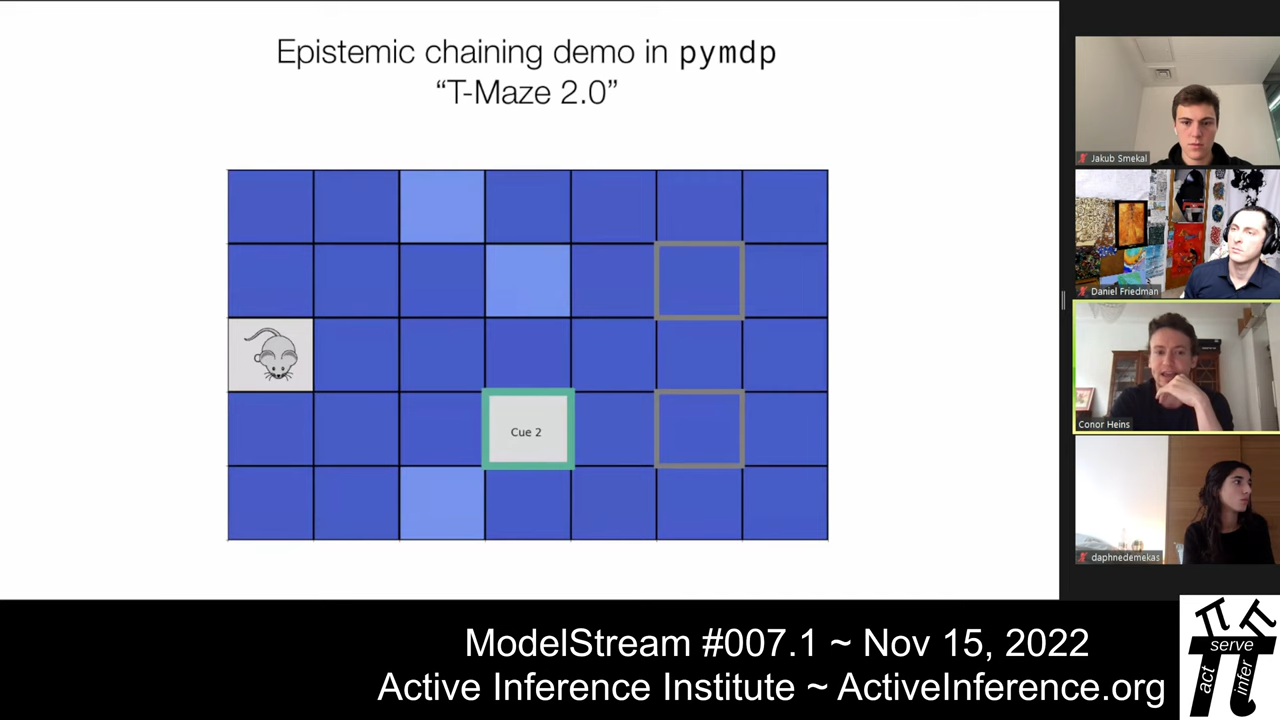 Epistemic chaining demo in pymdp
“T-Maze 2.0”
Cue 2
Jakub Smekal
Daniel Friedman
Conor Heins
daphnedemekas
ModelStream #007.1 ~ Nov 15, 2022
Active Inference Institute ~ ActiveInference.org
serve
act
infer